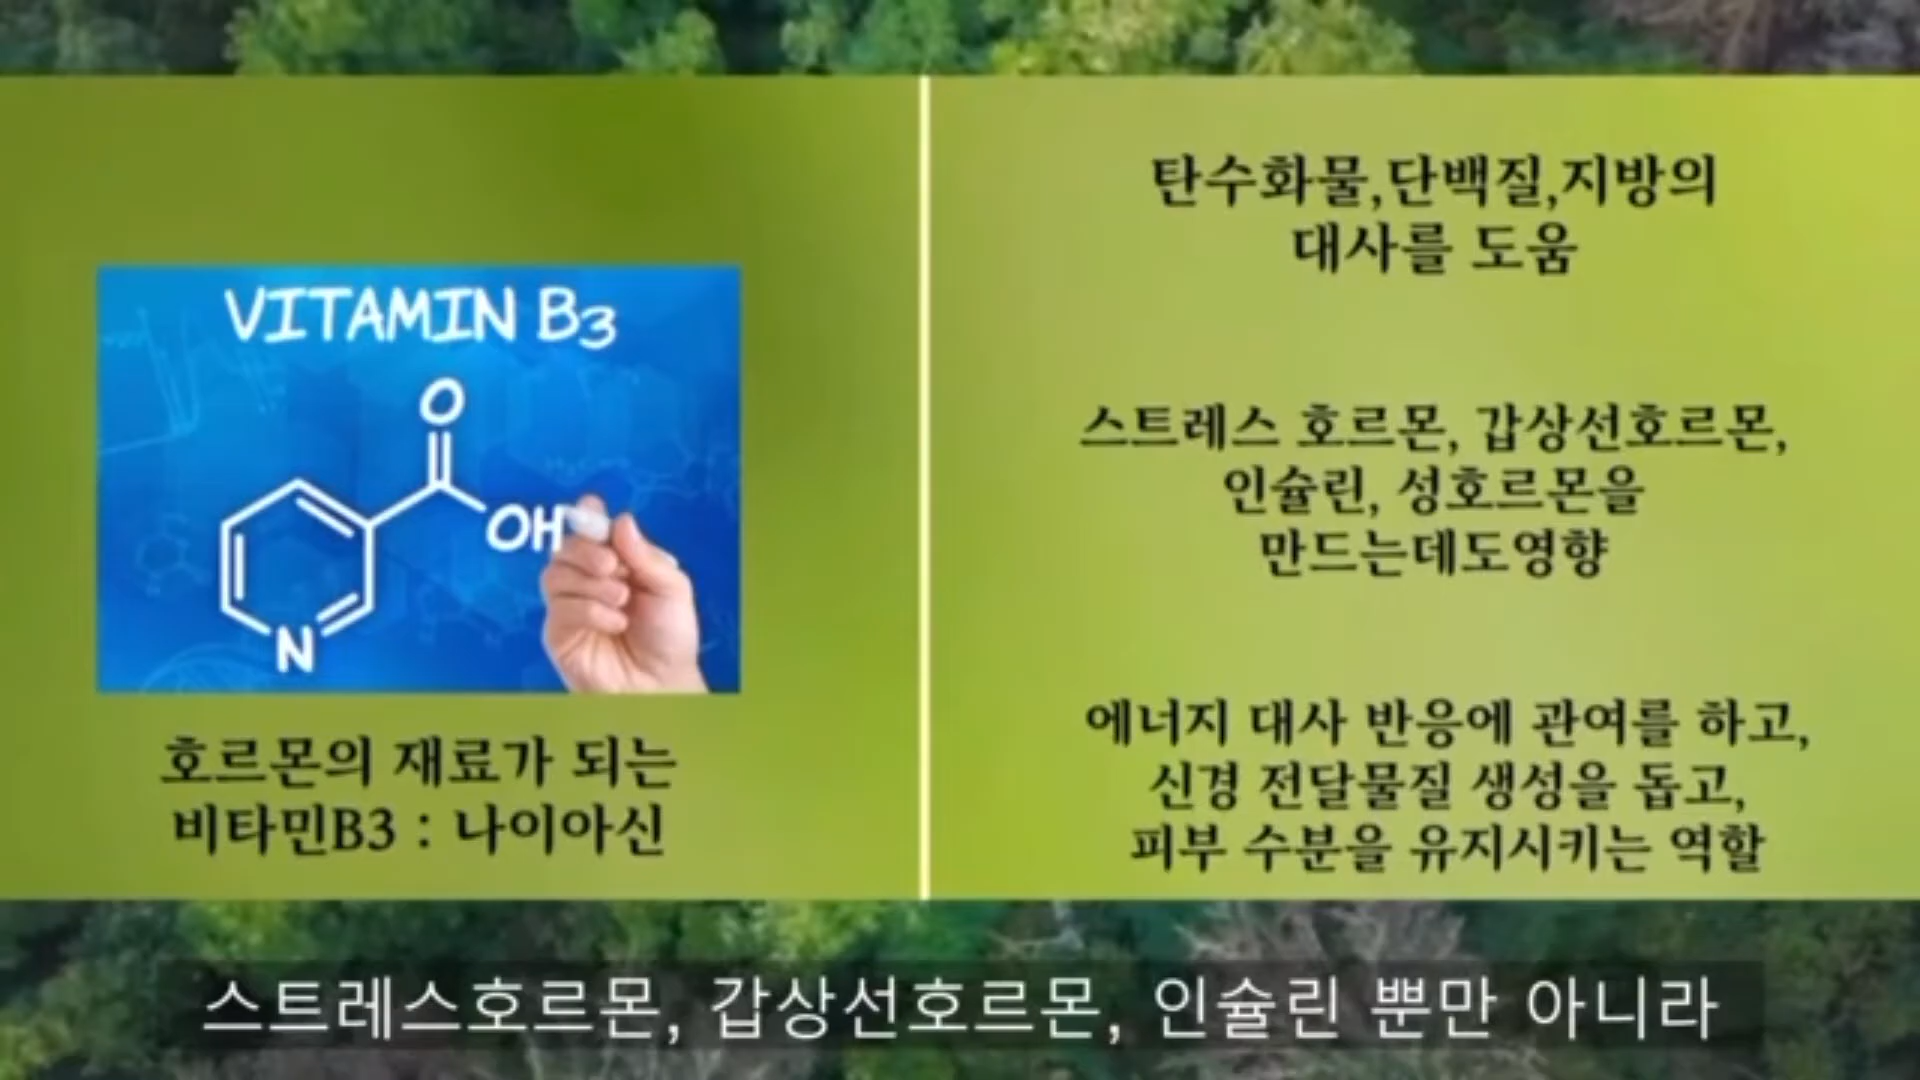 VITAMIN B3
O
OH
N
호르몬의 재료가 되는
비타민B3 : 나이아신
탄수화물,단백질,지방의
대사를 도움
스트레스 호르몬, 갑상선호르몬,
인슐린, 성호르몬을
만드는데도영향
에너지 대사 반응에 관여를 하고,
신경 전달물질 생성을 돕고,
피부 수분을 유지시키는 역할
스트레스호르몬, 갑상선호르몬, 인슐린 뿐만 아니라